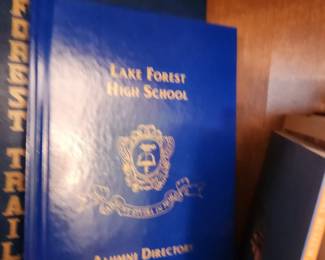 FOREST TRAIL
LAKE FOREST
HIGH SCHOOL
ALUMNI DIRECTORY